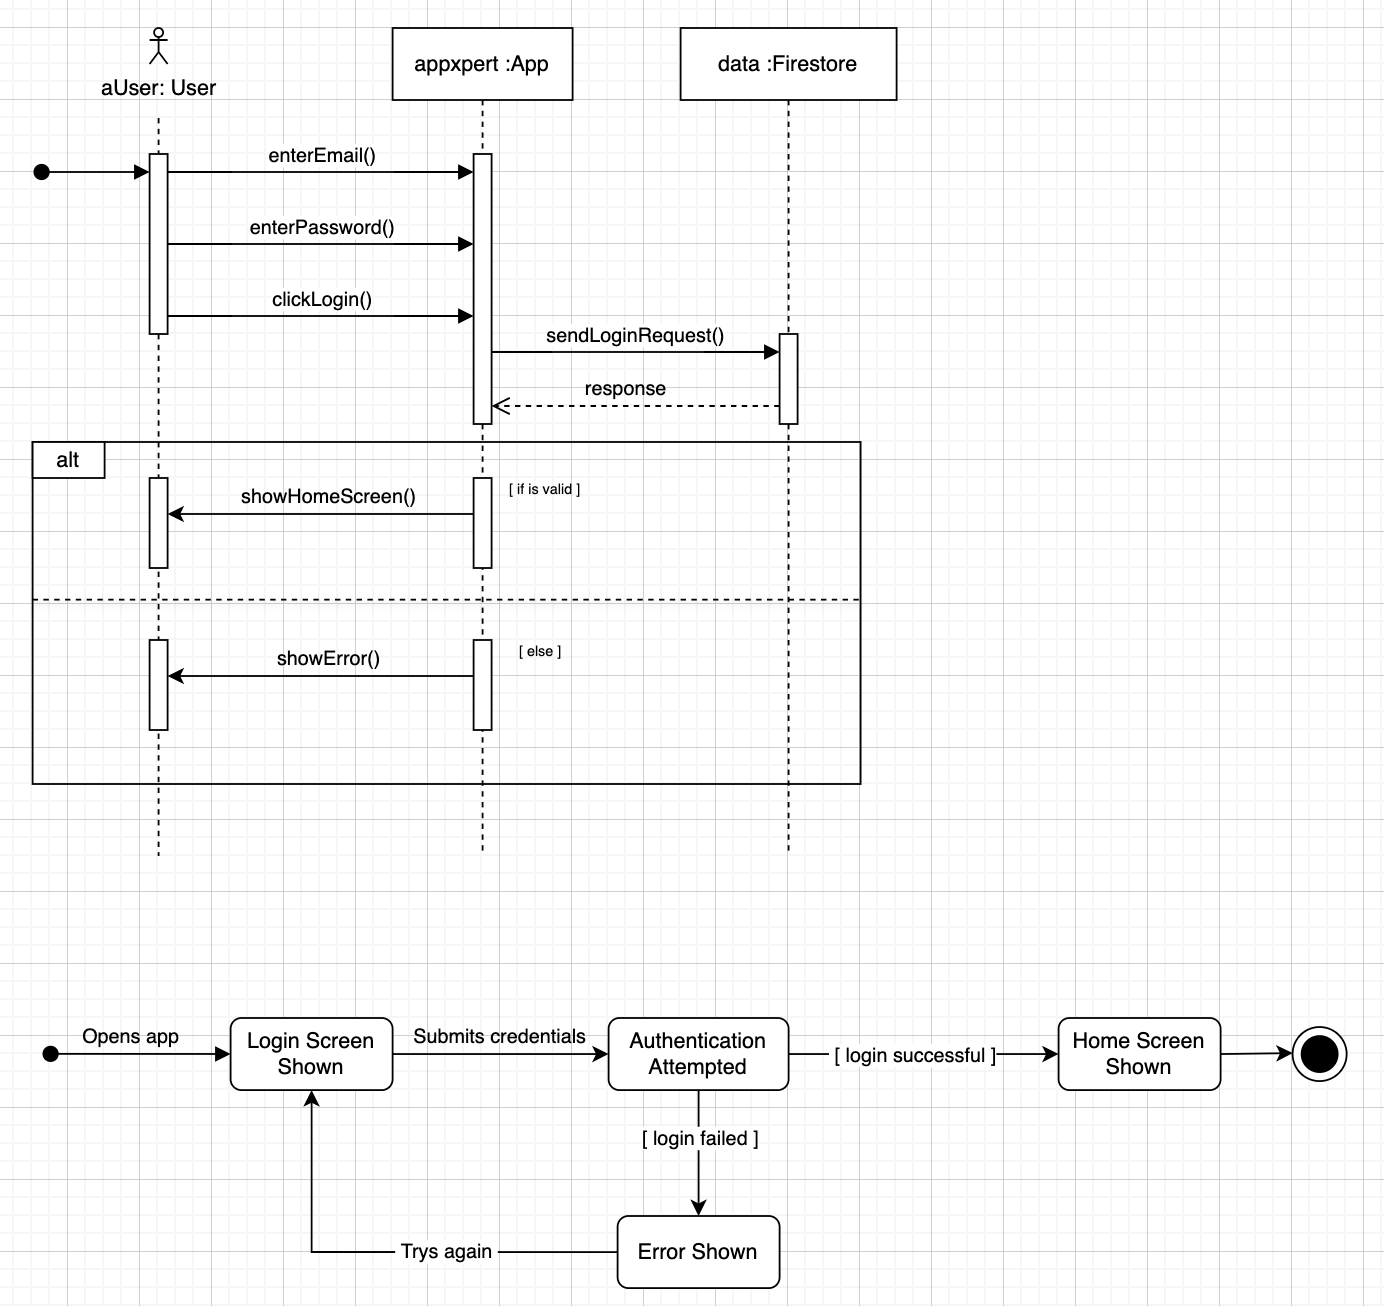 aUser: User
appxpert :App
data :Firestore
enterEmail()
enterPassword()
clickLogin()
sendLoginRequest()
response
alt
showHomeScreen()
[ if is valid ]
showError()
[ else ]
Opens app
Login Screen
Shown
Submits credentials
Authentication
Attempted
[ login successful ]
Home Screen
Shown
[ login failed ]
Trys again
Error Shown